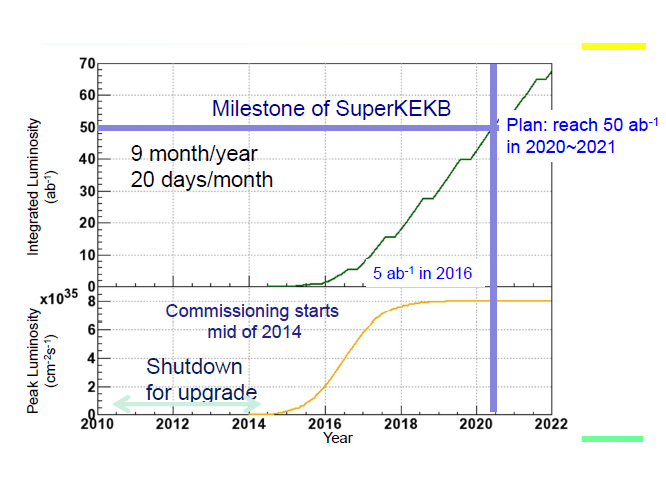 70
60
50
40
30
20
10
0
Integrated Luminosity
(ab⁻¹)
Milestone of SuperKEKB
9 month/year
20 days/month
Plan: reach 50 ab⁻¹
in 2020~2021
5 ab⁻¹ in 2016
x10³⁵
8
6
4
2
0
Peak Luminosity
(cm⁻²s⁻¹)
Commissioning starts
mid of 2014
Shutdown
for upgrade
2010 2012 2014 2016 2018 2020 2022
Year